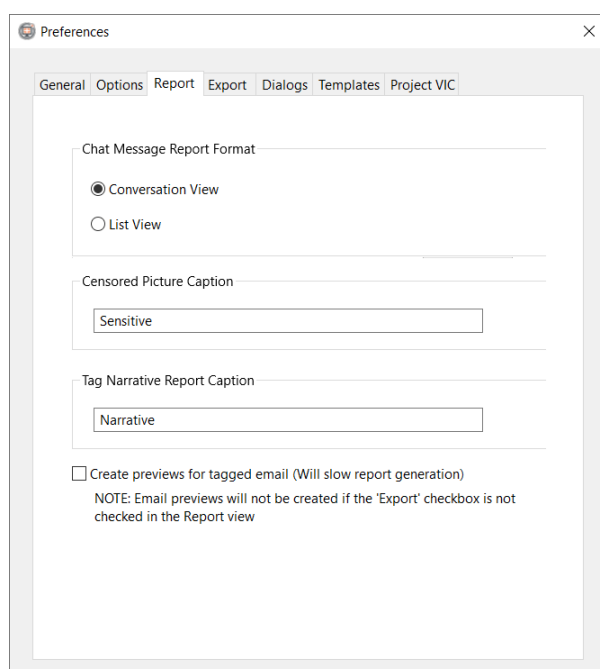 Preferences
General Options Report Export Dialogs Templates Project VIC
Chat Message Report Format
Conversation View
List View
Censored Picture Caption
Sensitive
Tag Narrative Report Caption
Narrative
Create previews for tagged email (Will slow report generation)
NOTE: Email previews will not be created if the 'Export' checkbox is not
checked in the Report view